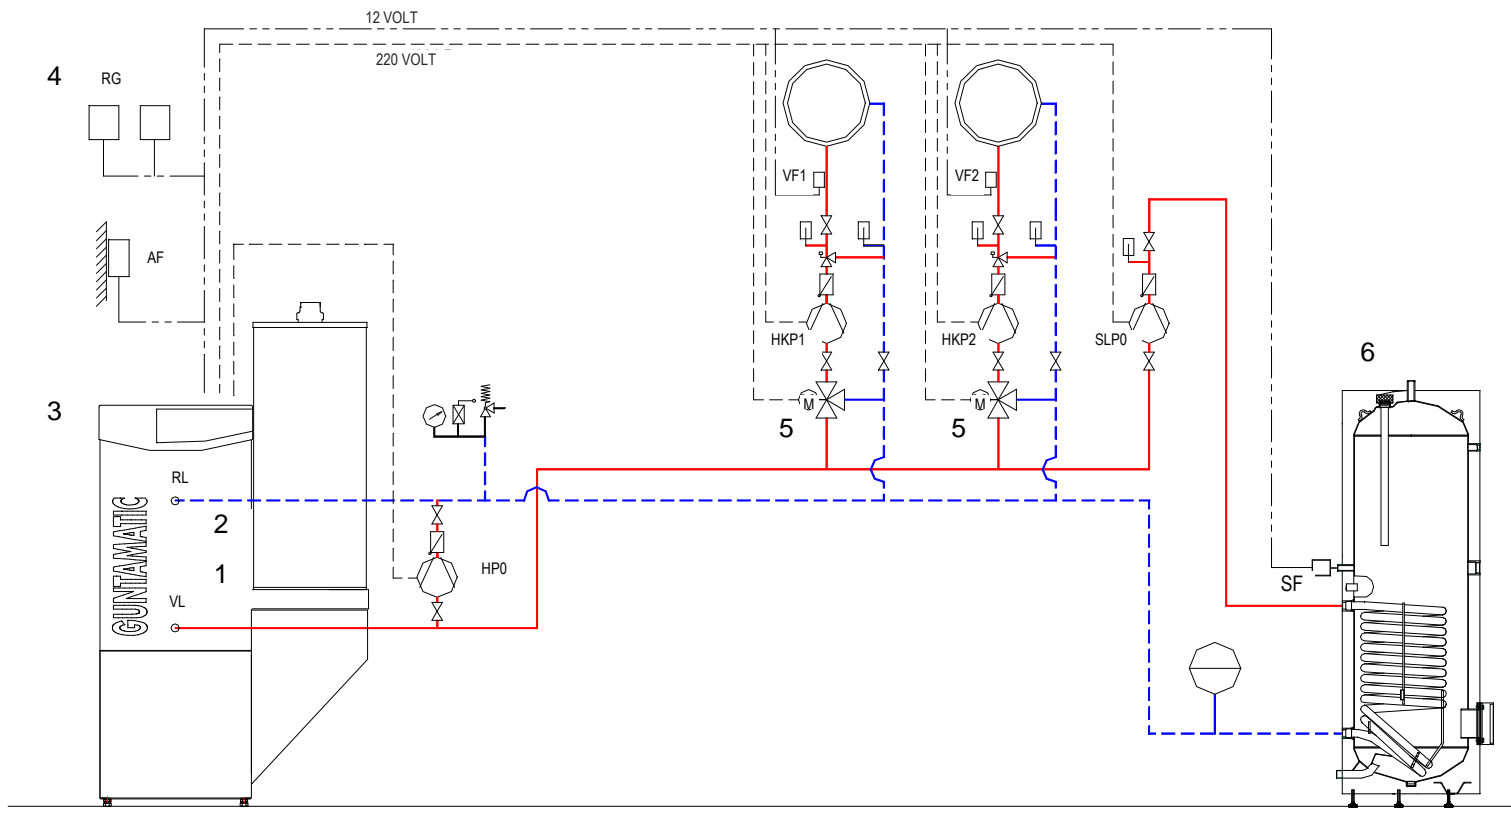 12 VOLT
220 VOLT
4 RG
VF1
VF2
AF
HKP1
HKP2
SLP0
6
3
M
M
5
5
RL
2
GUNTAMATIC
1
HP0
SF
VL